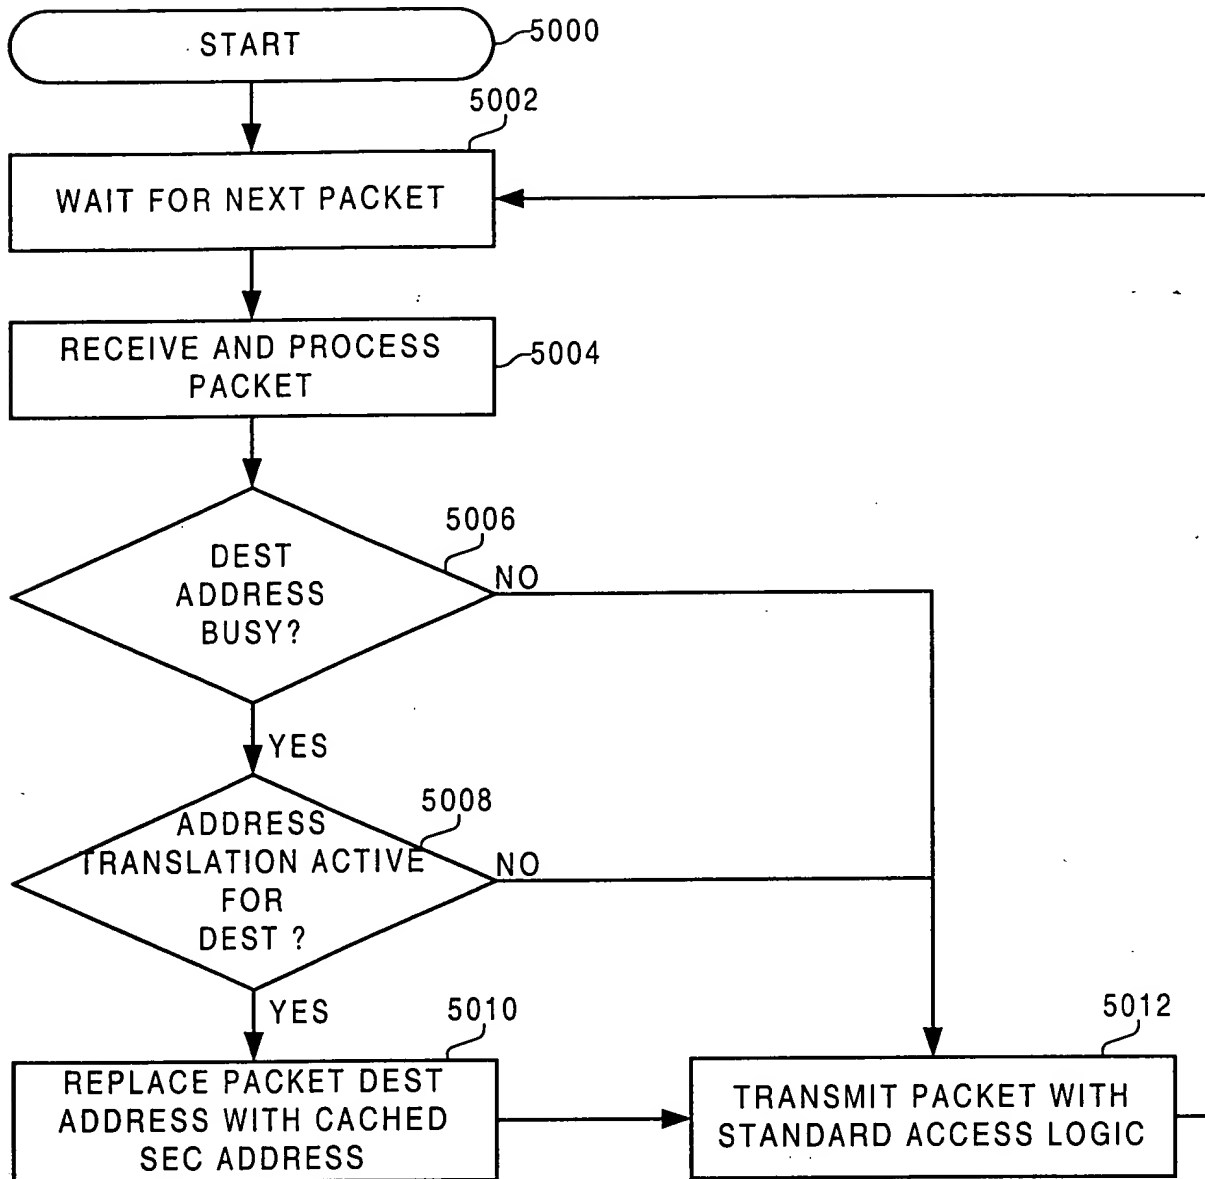 START
5000
5002
WAIT FOR NEXT PACKET
RECEIVE AND PROCESS
PACKET
5004
5006
DEST
ADDRESS
BUSY?
NO
YES
5008
ADDRESS
TRANSLATION ACTIVE
FOR
DEST ?
NO
YES
5010
REPLACE PACKET DEST
ADDRESS WITH CACHED
SEC ADDRESS
5012
TRANSMIT PACKET WITH
STANDARD ACCESS LOGIC